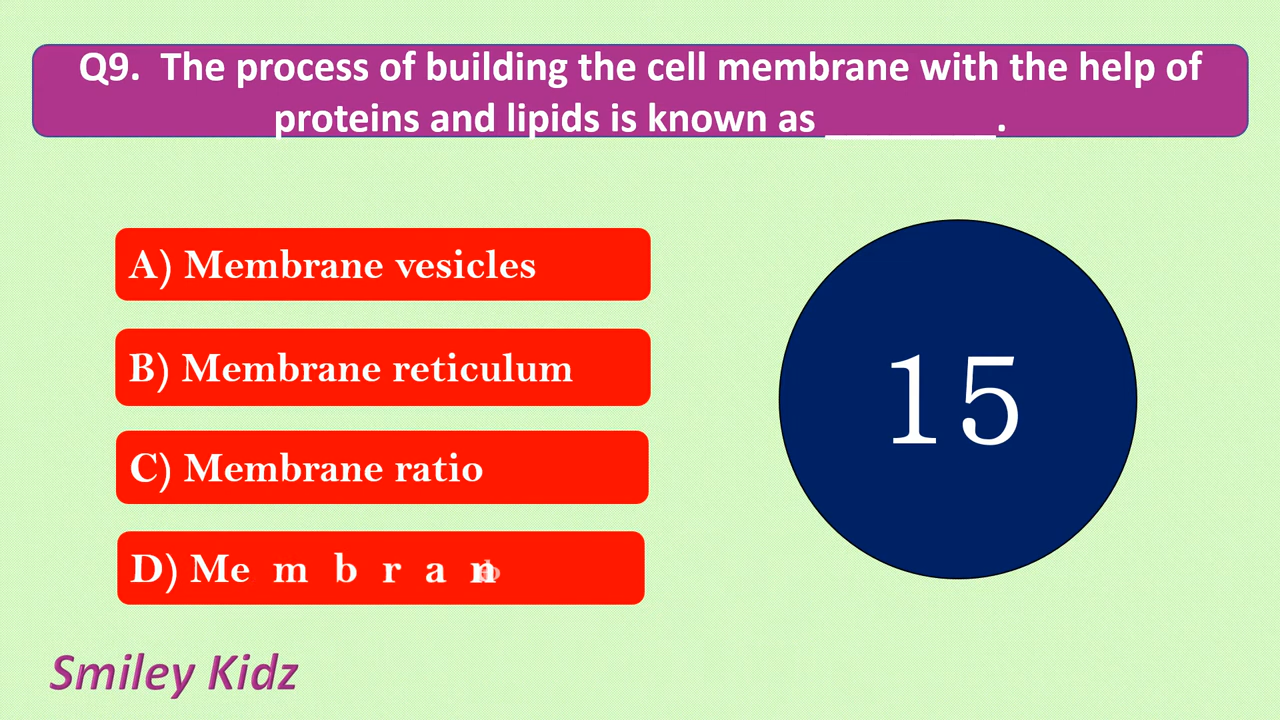 Q9. The process of building the cell membrane with the help of
proteins and lipids is known as ________.
A) Membrane vesicles
B) Membrane reticulum
C) Membrane ratio
D)
15
Smiley Kidz